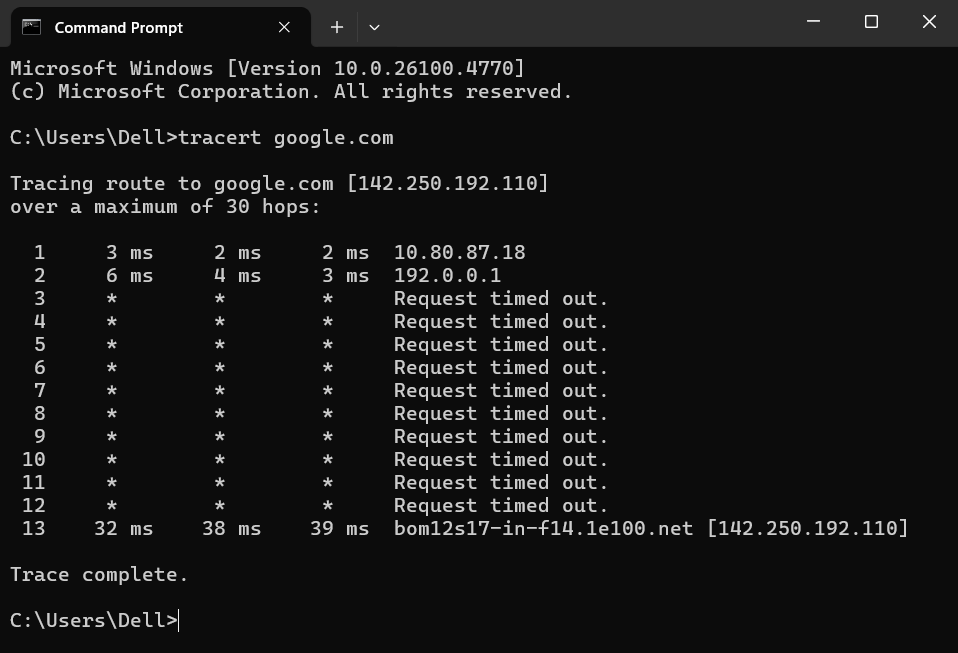 Command Prompt
Microsoft Windows [Version 10.0.26100.4770]
(c) Microsoft Corporation. All rights reserved.
C:\Users\Dell>tracert google.com
Tracing route to google.com [142.250.192.110]
over a maximum of 30 hops:
1 3 ms 2 ms 2 ms 10.80.87.18
2 6 ms 4 ms 3 ms 192.0.0.1
3 * * * Request timed out.
4 * * * Request timed out.
5 * * * Request timed out.
6 * * * Request timed out.
7 * * * Request timed out.
8 * * * Request timed out.
9 * * * Request timed out.
10 * * * Request timed out.
11 * * * Request timed out.
12 * * * Request timed out.
13 32 ms 38 ms 39 ms bom12s17-in-f14.1e100.net [142.250.192.110]
Trace complete.
C:\Users\Dell>